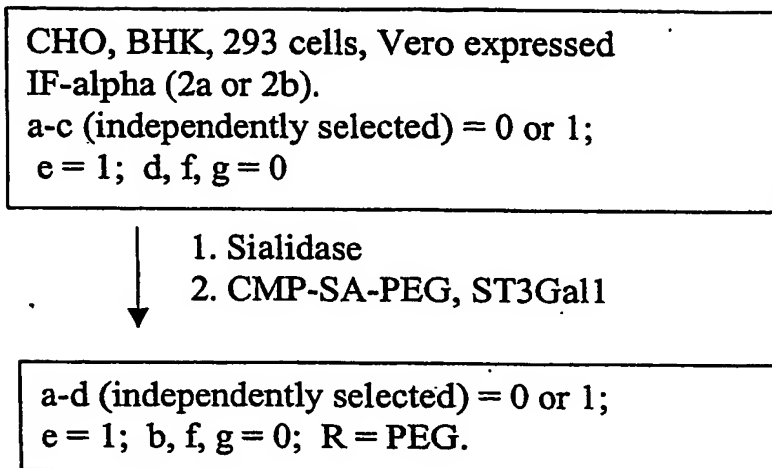 CHO, BHK, 293 cells, Vero expressed
IF-alpha (2a or 2b).
a-c (independently selected) = 0 or 1;
e = 1; d, f, g = 0
1. Sialidase
2. CMP-SA-PEG, ST3Gal1
a-d (independently selected) = 0 or 1;
e = 1; b, f, g = 0; R = PEG.